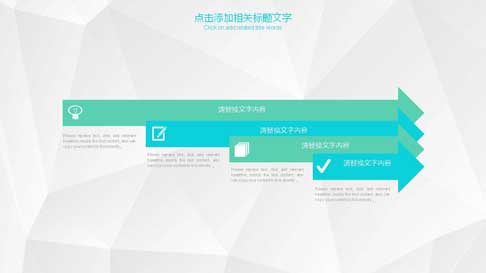 点击添加相关标题文字
Click on add related title words
请替换文字内容
请替换文字内容
请替换文字内容
请替换文字内容
Please replace text, click add relevant
headline, modify the text content, also can
copy your content to this directly.
Please replace text, click add relevant
headline, modify the text content, also
can copy your content to this directly.
Please replace text, click add relevant
headline, modify the text content, also
can copy your content to this directly.
Please replace text, click add relevant
headline, modify the text content, also can
copy your content to this directly.